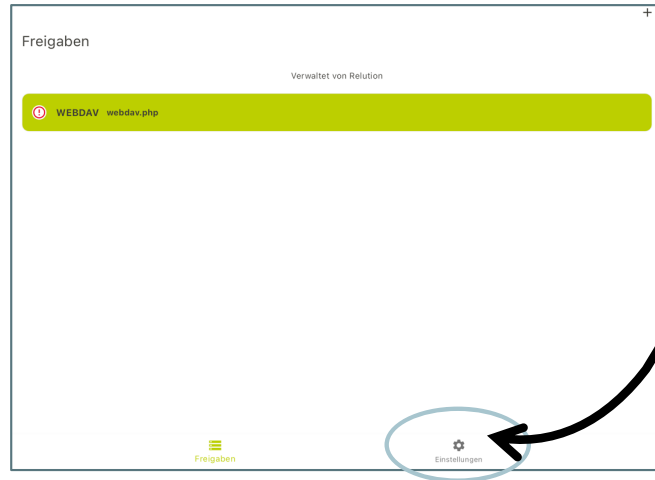 +
Freigaben
Verwaltet von Relution
WEBDAV webdav.php
Freigaben
Einstellungen